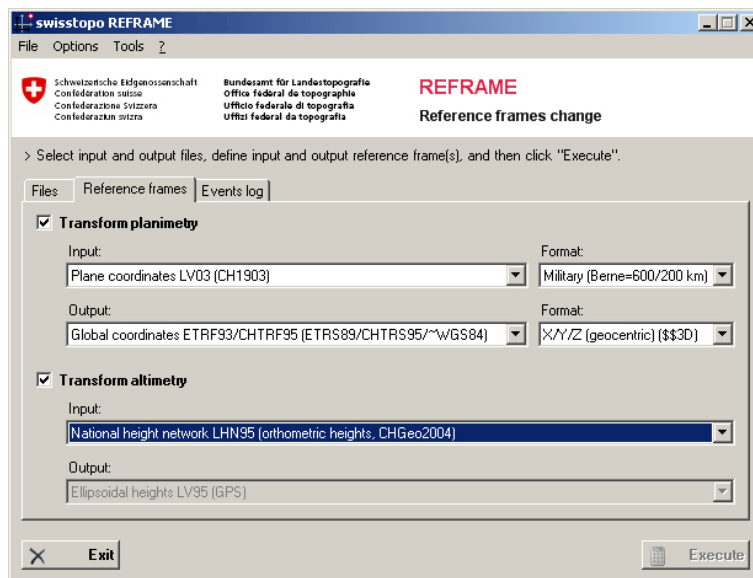 swisstopo REFRAME
File Options Tools ?
Schweizerische Eidgenossenschaft
Confédération suisse
Confederazione Svizzera
Confederaziun svizra
Bundesamt für Landestopografie
Office fédéral de topographie
Ufficio federale di topografia
Uffizi federal da topografia
REFRAME
Reference frames change
> Select input and output files, define input and output reference frame(s), and then click "Execute".
Files Reference frames Events log
Transform planimetry
Input: Format:
Plane coordinates LV03 (CH1903) Military (Berne=600/200 km)
Output: Format:
Global coordinates ETRF93/CHTRF95 (ETRS89/CHTRS95/~WGS84) X/Y/Z (geocentric) ($$3D)
Transform altimetry
Input:
National height network LHN95 (orthometric heights, CHGeo2004)
Output:
Ellipsoidal heights LV95 (GPS)
Exit Execute